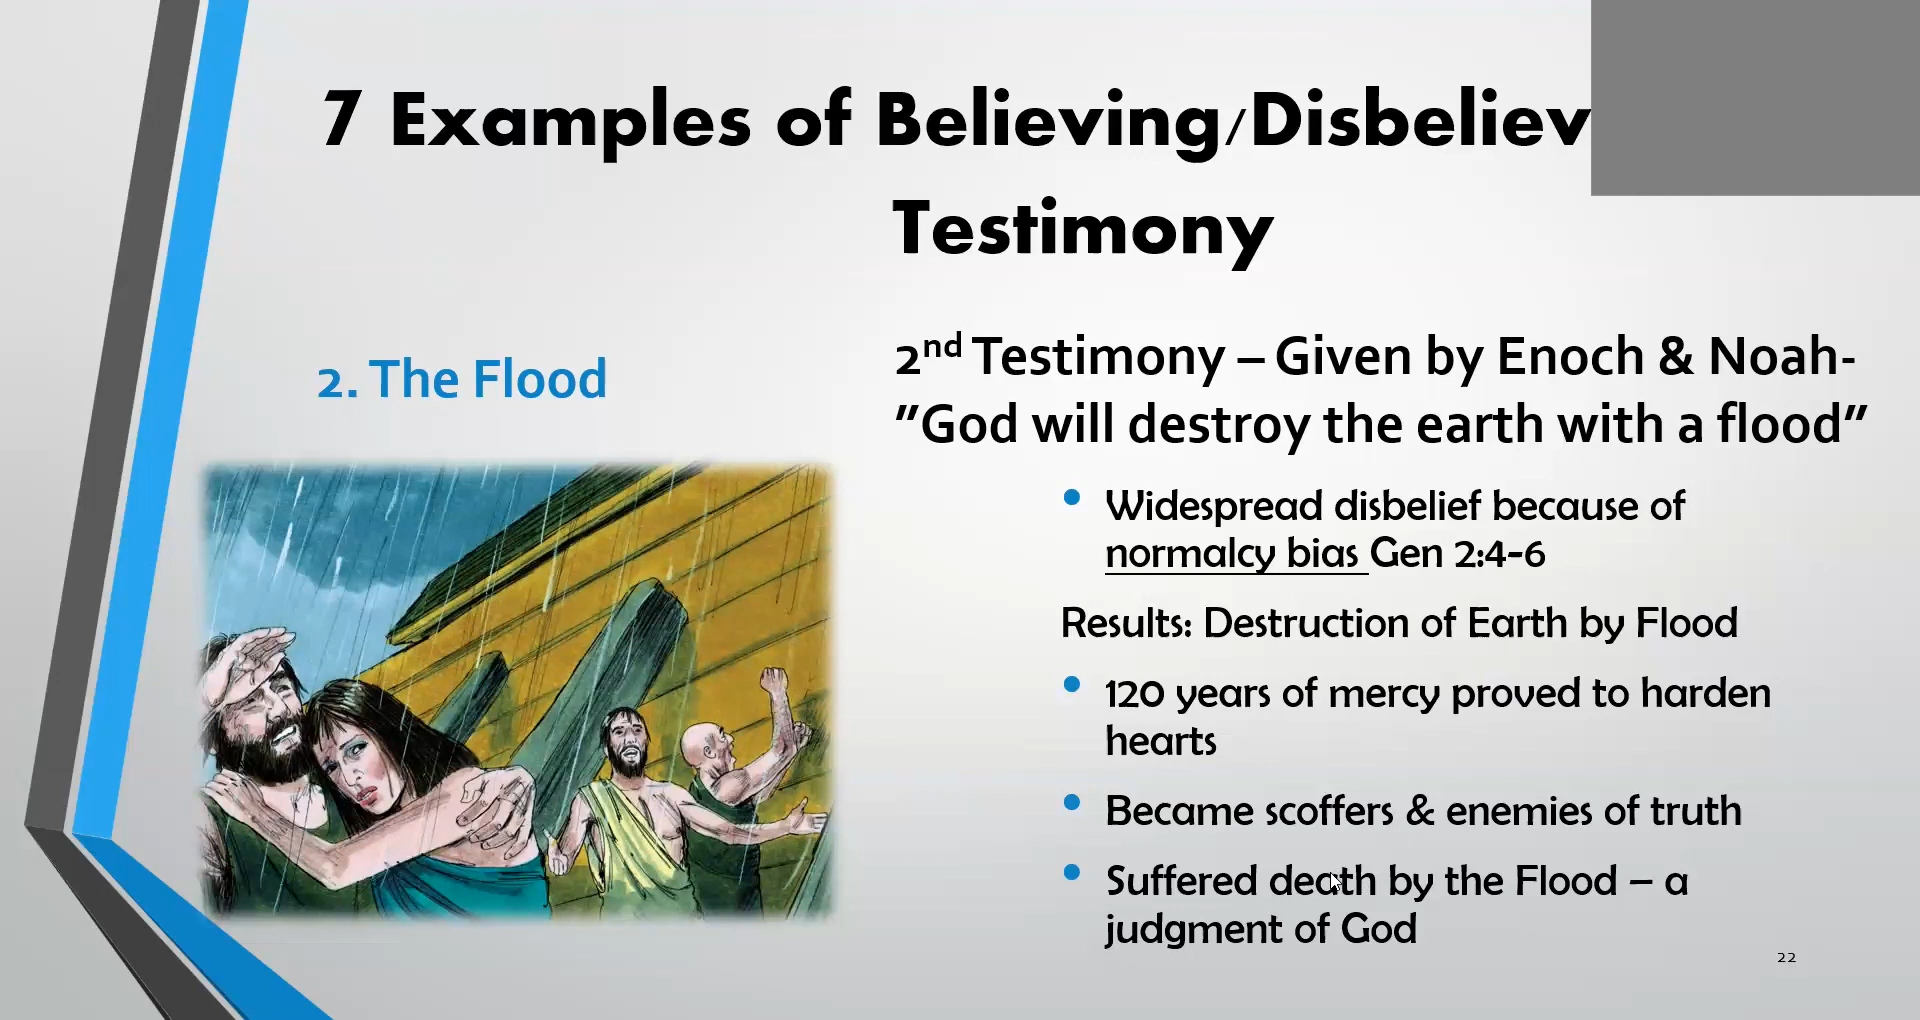 7 Examples of Believing/Disbeliev
Testimony
2. The Flood
2nd Testimony – Given by Enoch & Noah-
"God will destroy the earth with a flood"
• Widespread disbelief because of
normalcy bias Gen 2:4-6
Results: Destruction of Earth by Flood
• 120 years of mercy proved to harden
hearts
• Became scoffers & enemies of truth
• Suffered death by the Flood – a
judgment of God
22